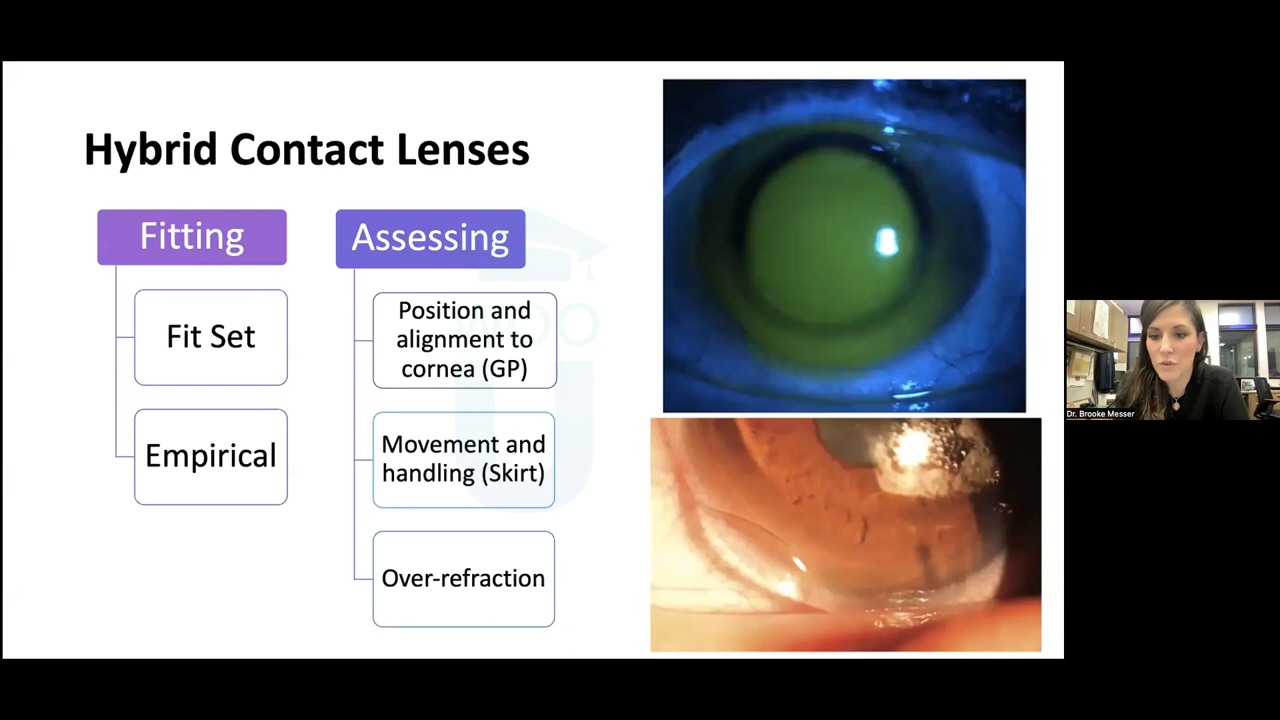 Hybrid Contact Lenses
Fitting
Fit Set
Empirical
Assessing
Position and
alignment to
cornea (GP)
Movement and
handling (Skirt)
Over-refraction
WOO
U
Dr. Brooke Messer